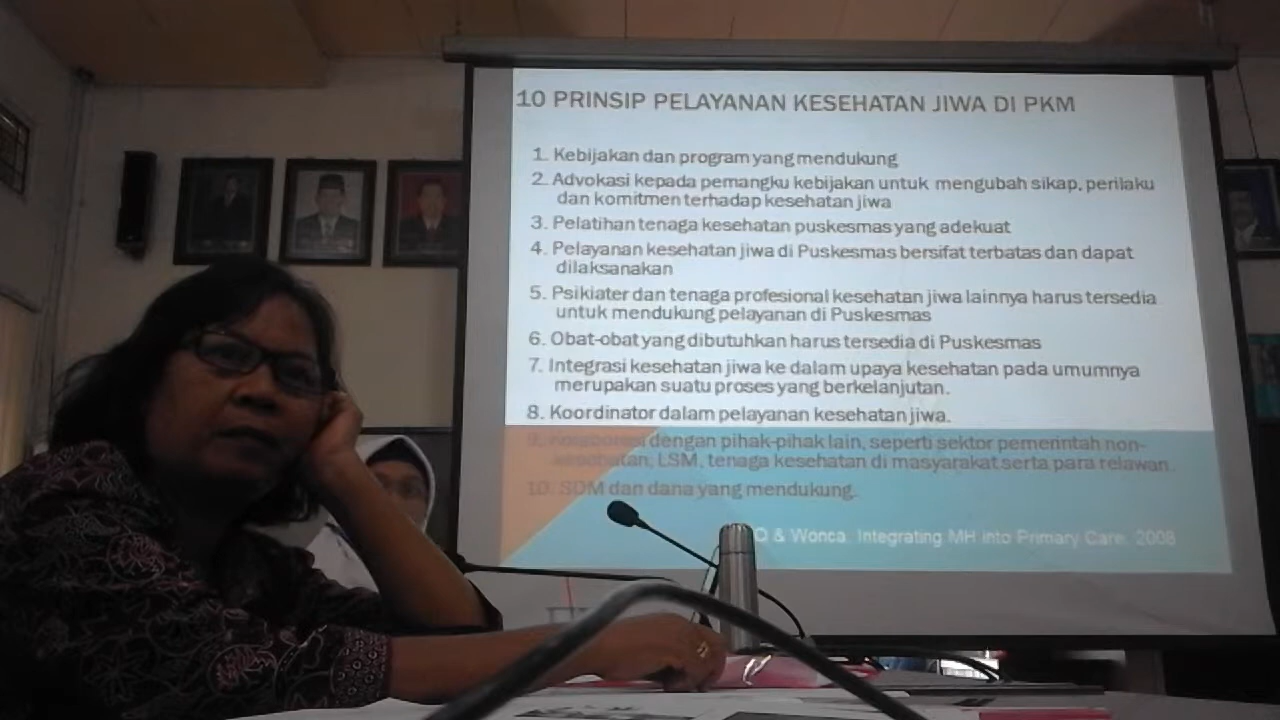 10 PRINSIP PELAYANAN KESEHATAN JIWA DI PKM
1. Kebijakan dan program yang mendukung
2. Advokasi kepada pemangku kebijakan untuk mengubah sikap, perilaku
dan komitmen terhadap kesehatan jiwa
3. Pelatihan tenaga kesehatan puskesmas yang adekuat
4. Pelayanan kesehatan jiwa di Puskesmas bersifat terbatas dan dapat
dilaksanakan
5. Psikiater dan tenaga profesional kesehatan jiwa lainnya harus tersedia
untuk mendukung pelayanan di Puskesmas
6. Obat-obat yang dibutuhkan harus tersedia di Puskesmas
7. Integrasi kesehatan jiwa ke dalam upaya kesehatan pada umumnya
merupakan suatu proses yang berkelanjutan.
8. Koordinator dalam pelayanan kesehatan jiwa.
9. Kolaborasi dengan pihak-pihak lain, seperti sektor pemerintah non-
kesehatan, LSM, tenaga kesehatan di masyarakat serta para relawan.
10. SDM dan dana yang mendukung.
O & Wonca. Integrating MH into Primary Care. 2008